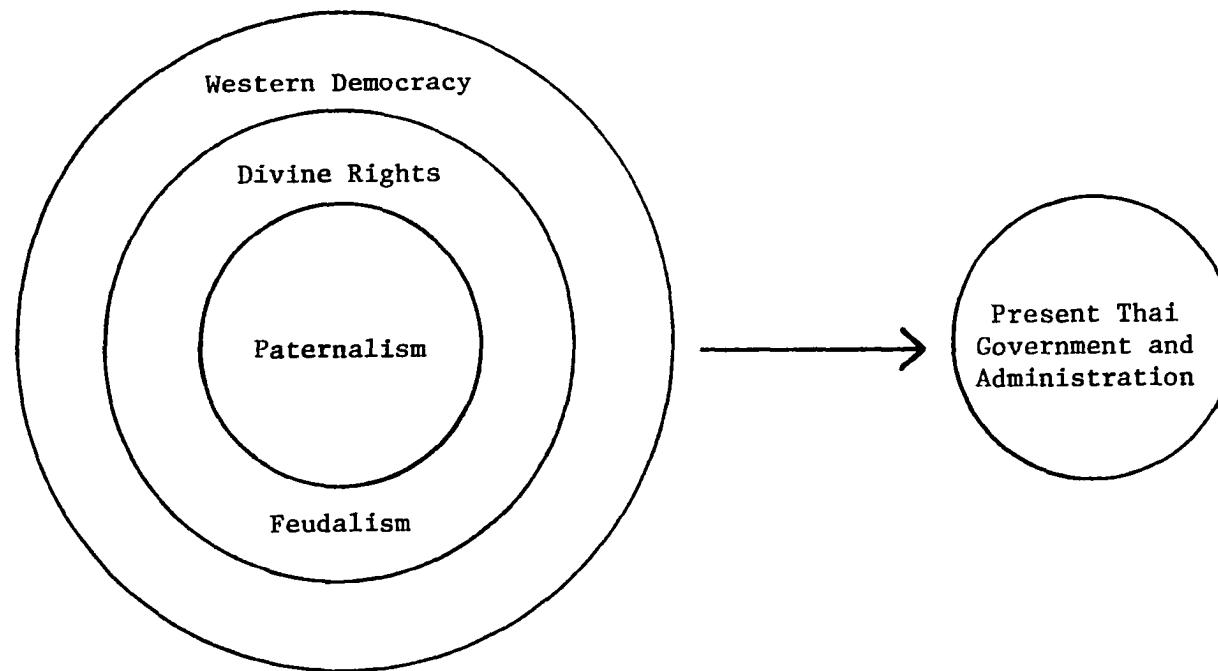 Western Democracy
Divine Rights
Paternalism
Feudalism
Present Thai
Government and
Administration